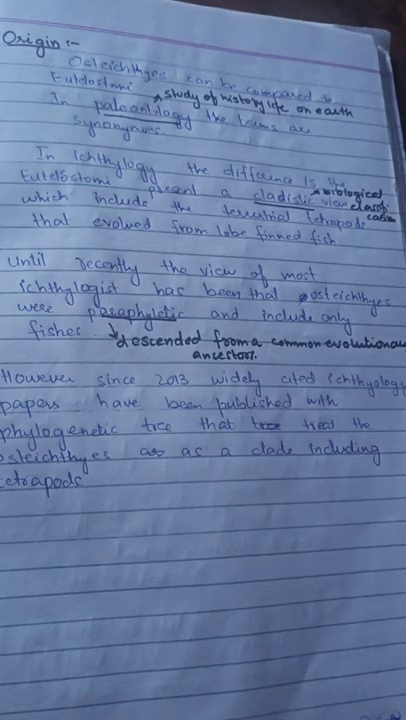 Origin :-
Osteichthyes can be compared to
Euteleostomi → study of history life on earth
In paleontology the terms are
synonymous
In ichthylogy the difference is the
Euteleostomi present a cladistic view → a biological classifi
cation
which include the terrestrial tetrapods
that evolved from lobe finned fish.
Until recently the view of most
ichthylogist has been that osteichthyes
were paraphyletic and include only
fishes. ↳ descended from a common evolutionary
ancestor.
However since 2013 widely cited ichthyology
papers have been published with
phylogenetic tree that treat the
osteichthyes as a clade including
tetrapods